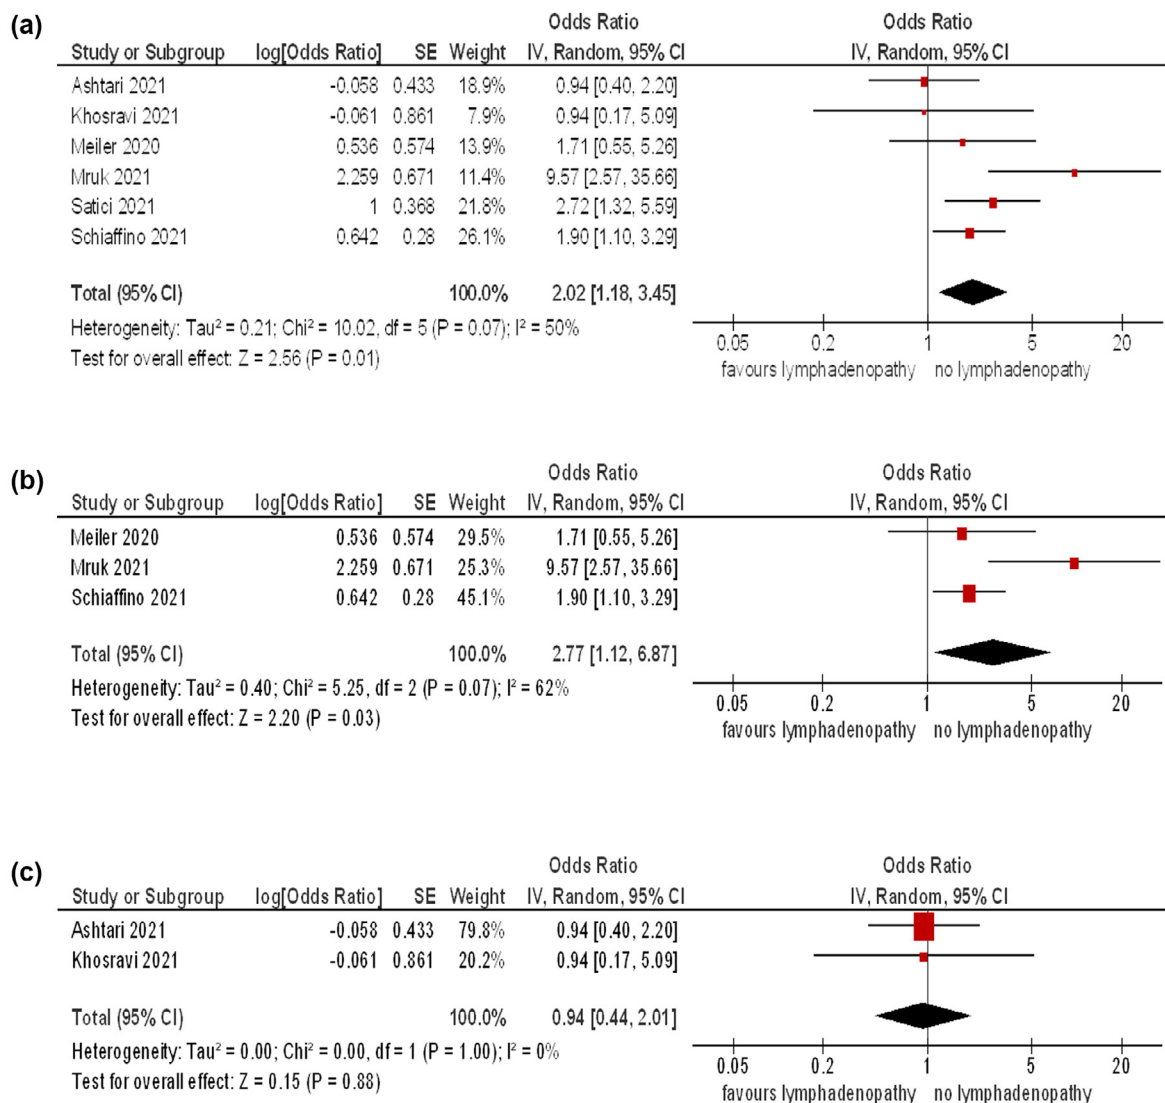 (a)
Odds Ratio Odds Ratio
Study or Subgroup log[Odds Ratio] SE Weight IV, Random, 95% CI IV, Random, 95% CI
Ashtari 2021 -0.058 0.433 18.9% 0.94 [0.40, 2.20]
Khosravi 2021 -0.061 0.861 7.9% 0.94 [0.17, 5.09]
Meiler 2020 0.536 0.574 13.9% 1.71 [0.55, 5.26]
Mruk 2021 2.259 0.671 11.4% 9.57 [2.57, 35.66]
Satici 2021 1 0.368 21.8% 2.72 [1.32, 5.59]
Schiaffino 2021 0.642 0.28 26.1% 1.90 [1.10, 3.29]
Total (95% CI) 100.0% 2.02 [1.18, 3.45]
Heterogeneity: Tau² = 0.21; Chi² = 10.02, df = 5 (P = 0.07); I² = 50%
Test for overall effect: Z = 2.56 (P = 0.01)
0.05 0.2 1 5 20
favours lymphadenopathy no lymphadenopathy
(b)
Odds Ratio Odds Ratio
Study or Subgroup log[Odds Ratio] SE Weight IV, Random, 95% CI IV, Random, 95% CI
Meiler 2020 0.536 0.574 29.5% 1.71 [0.55, 5.26]
Mruk 2021 2.259 0.671 25.3% 9.57 [2.57, 35.66]
Schiaffino 2021 0.642 0.28 45.1% 1.90 [1.10, 3.29]
Total (95% CI) 100.0% 2.77 [1.12, 6.87]
Heterogeneity: Tau² = 0.40; Chi² = 5.25, df = 2 (P = 0.07); I² = 62%
Test for overall effect: Z = 2.20 (P = 0.03)
0.05 0.2 1 5 20
favours lymphadenopathy no lymphadenopathy
(c)
Odds Ratio Odds Ratio
Study or Subgroup log[Odds Ratio] SE Weight IV, Random, 95% CI IV, Random, 95% CI
Ashtari 2021 -0.058 0.433 79.8% 0.94 [0.40, 2.20]
Khosravi 2021 -0.061 0.861 20.2% 0.94 [0.17, 5.09]
Total (95% CI) 100.0% 0.94 [0.44, 2.01]
Heterogeneity: Tau² = 0.00; Chi² = 0.00, df = 1 (P = 1.00); I² = 0%
Test for overall effect: Z = 0.15 (P = 0.88)
0.05 0.2 1 5 20
favours lymphadenopathy no lymphadenopathy